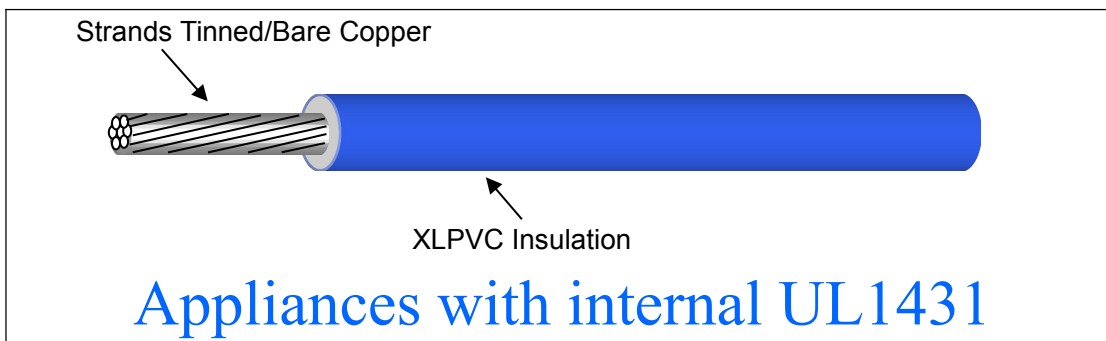 Strands Tinned/Bare Copper
XLPVC Insulation
Appliances with internal UL1431